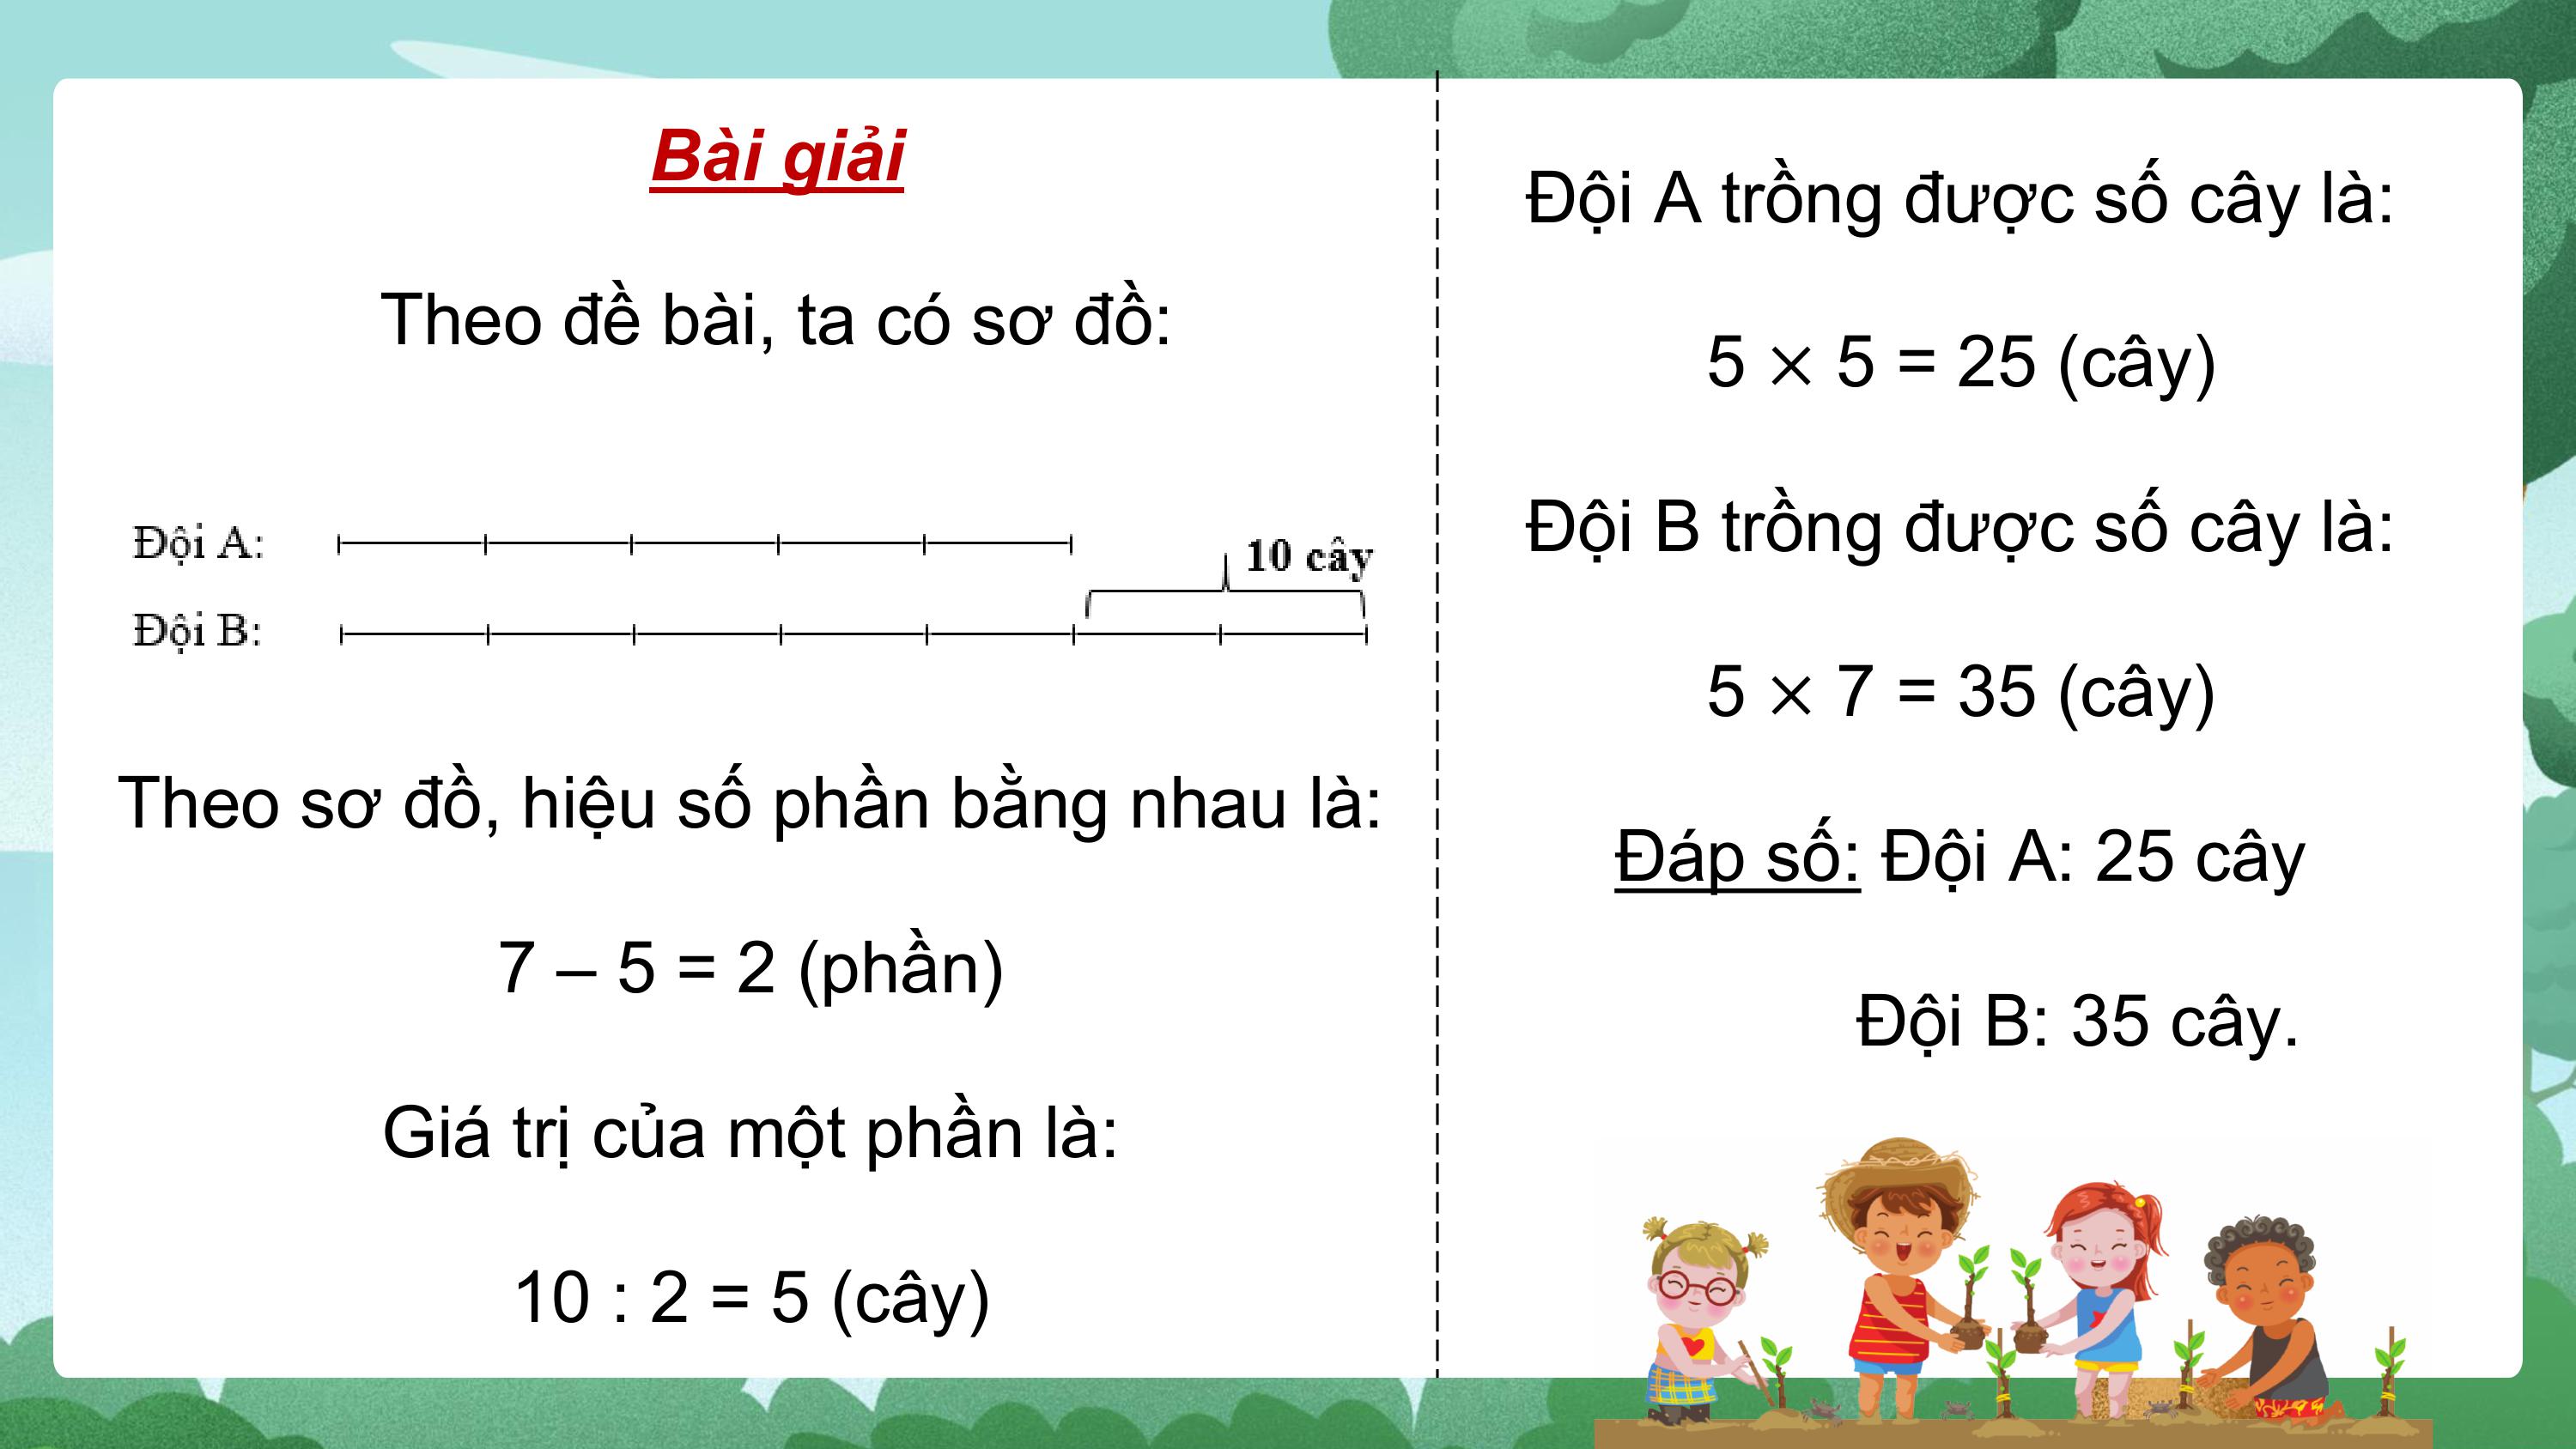 Bài giải
Theo đề bài, ta có sơ đồ:
Đội A:
10 cây
Đội B:
Theo sơ đồ, hiệu số phần bằng nhau là:
7 – 5 = 2 (phần)
Giá trị của một phần là:
10 : 2 = 5 (cây)
Đội A trồng được số cây là:
5 × 5 = 25 (cây)
Đội B trồng được số cây là:
5 × 7 = 35 (cây)
Đáp số: Đội A: 25 cây
Đội B: 35 cây.